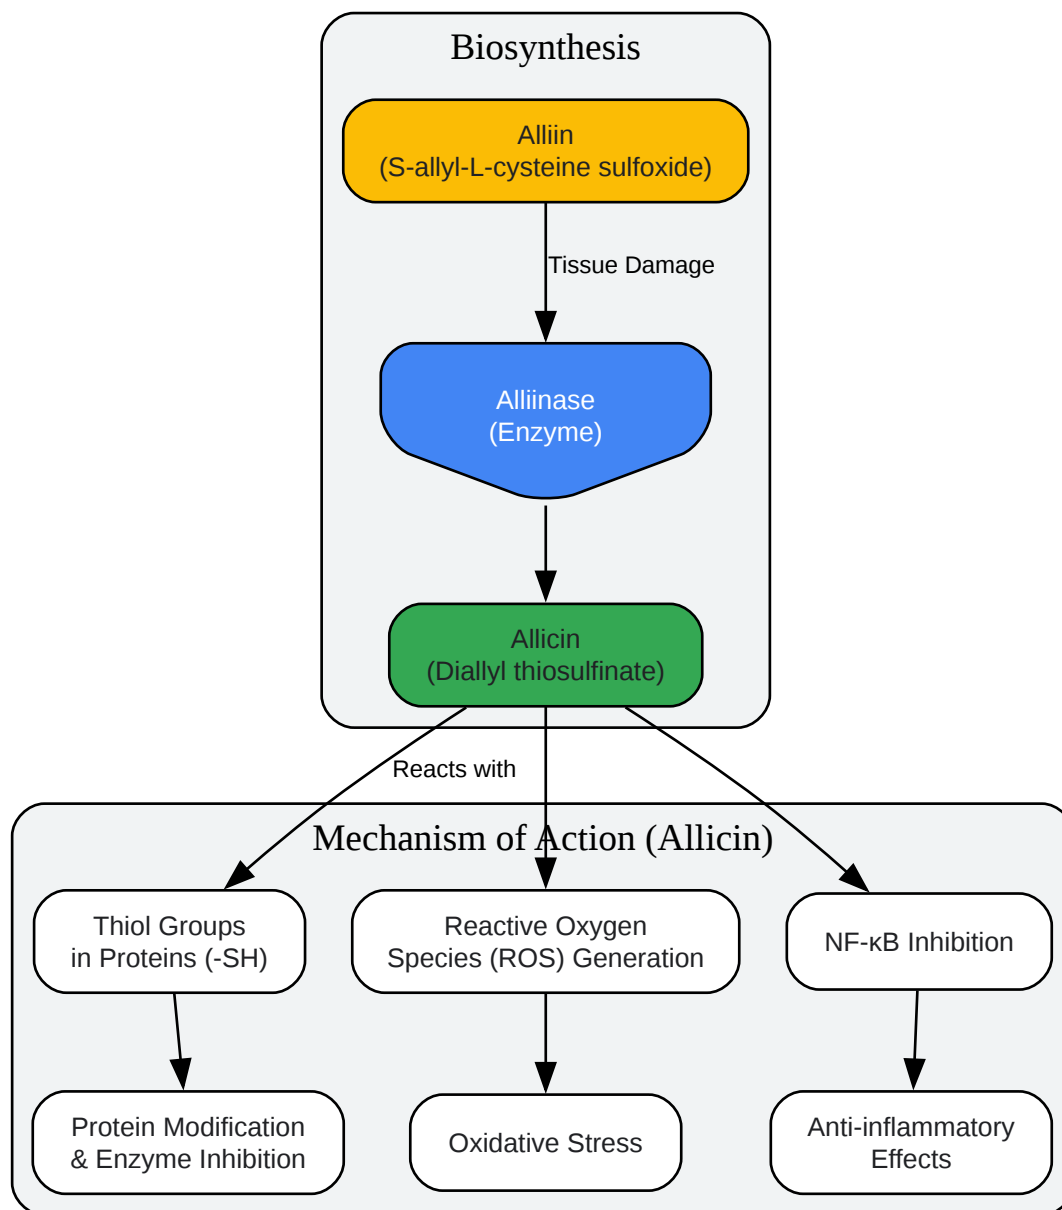 Biosynthesis
Alliin
(S-allyl-L-cysteine sulfoxide)
Tissue Damage
Alliinase
(Enzyme)
Allicin
(Diallyl thiosulfinate)
Reacts with
Mechanism of Action (Allicin)
Thiol Groups
in Proteins (-SH)
Reactive Oxygen
Species (ROS) Generation
NF-κB Inhibition
Protein Modification
& Enzyme Inhibition
Oxidative Stress
Anti-inflammatory
Effects